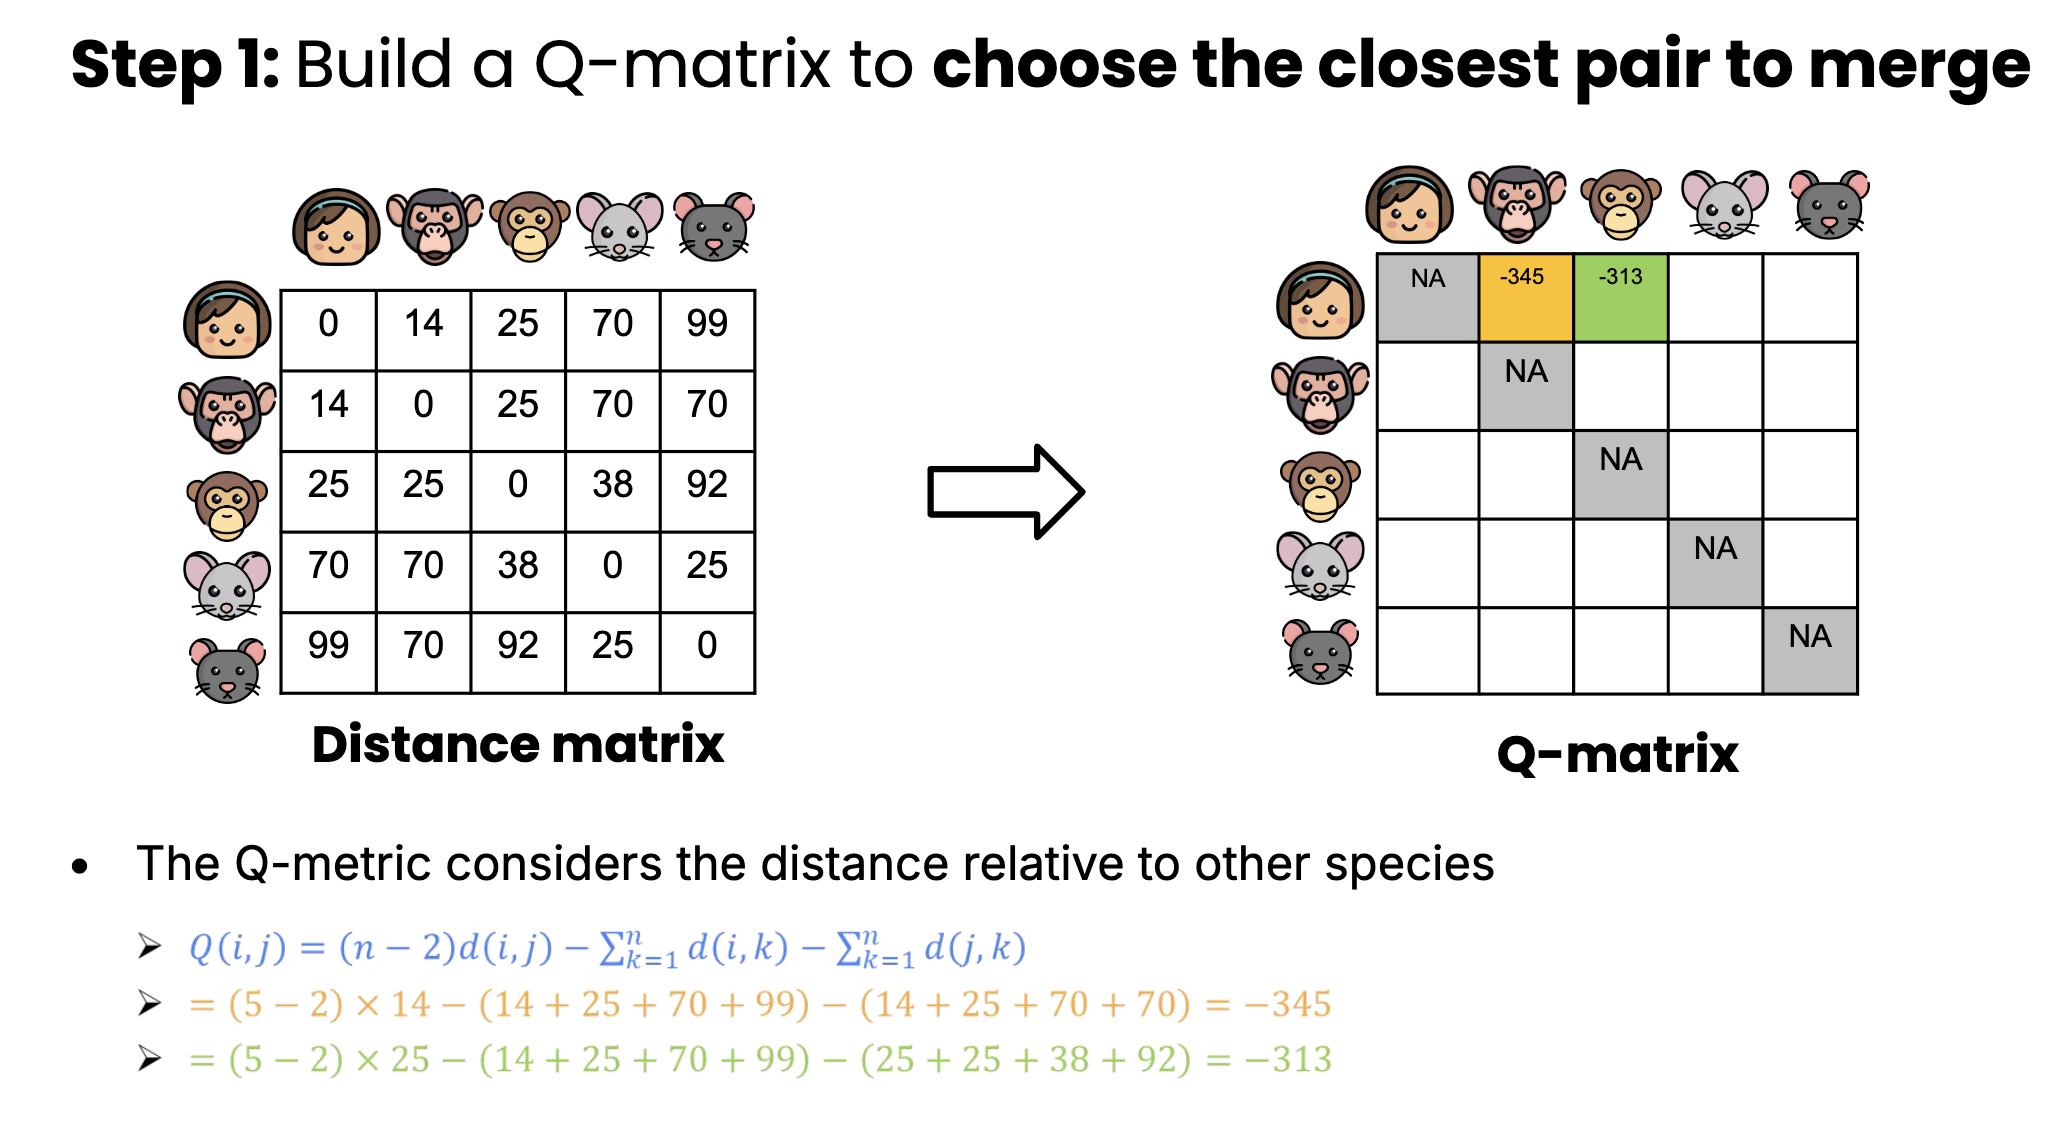 Step 1: Build a Q-matrix to choose the closest pair to merge
0 14 25 70 99
14 0 25 70 70
25 25 0 38 92
70 70 38 0 25
99 70 92 25 0
Distance matrix
NA -345 -313
NA
NA
NA
NA
Q-matrix
• The Q-metric considers the distance relative to other species
➢ Q(i,j) = (n − 2)d(i,j) − ∑ⁿₖ₌₁ d(i,k) − ∑ⁿₖ₌₁ d(j,k)
➢ = (5 − 2) × 14 − (14 + 25 + 70 + 99) − (14 + 25 + 70 + 70) = −345
➢ = (5 − 2) × 25 − (14 + 25 + 70 + 99) − (25 + 25 + 38 + 92) = −313